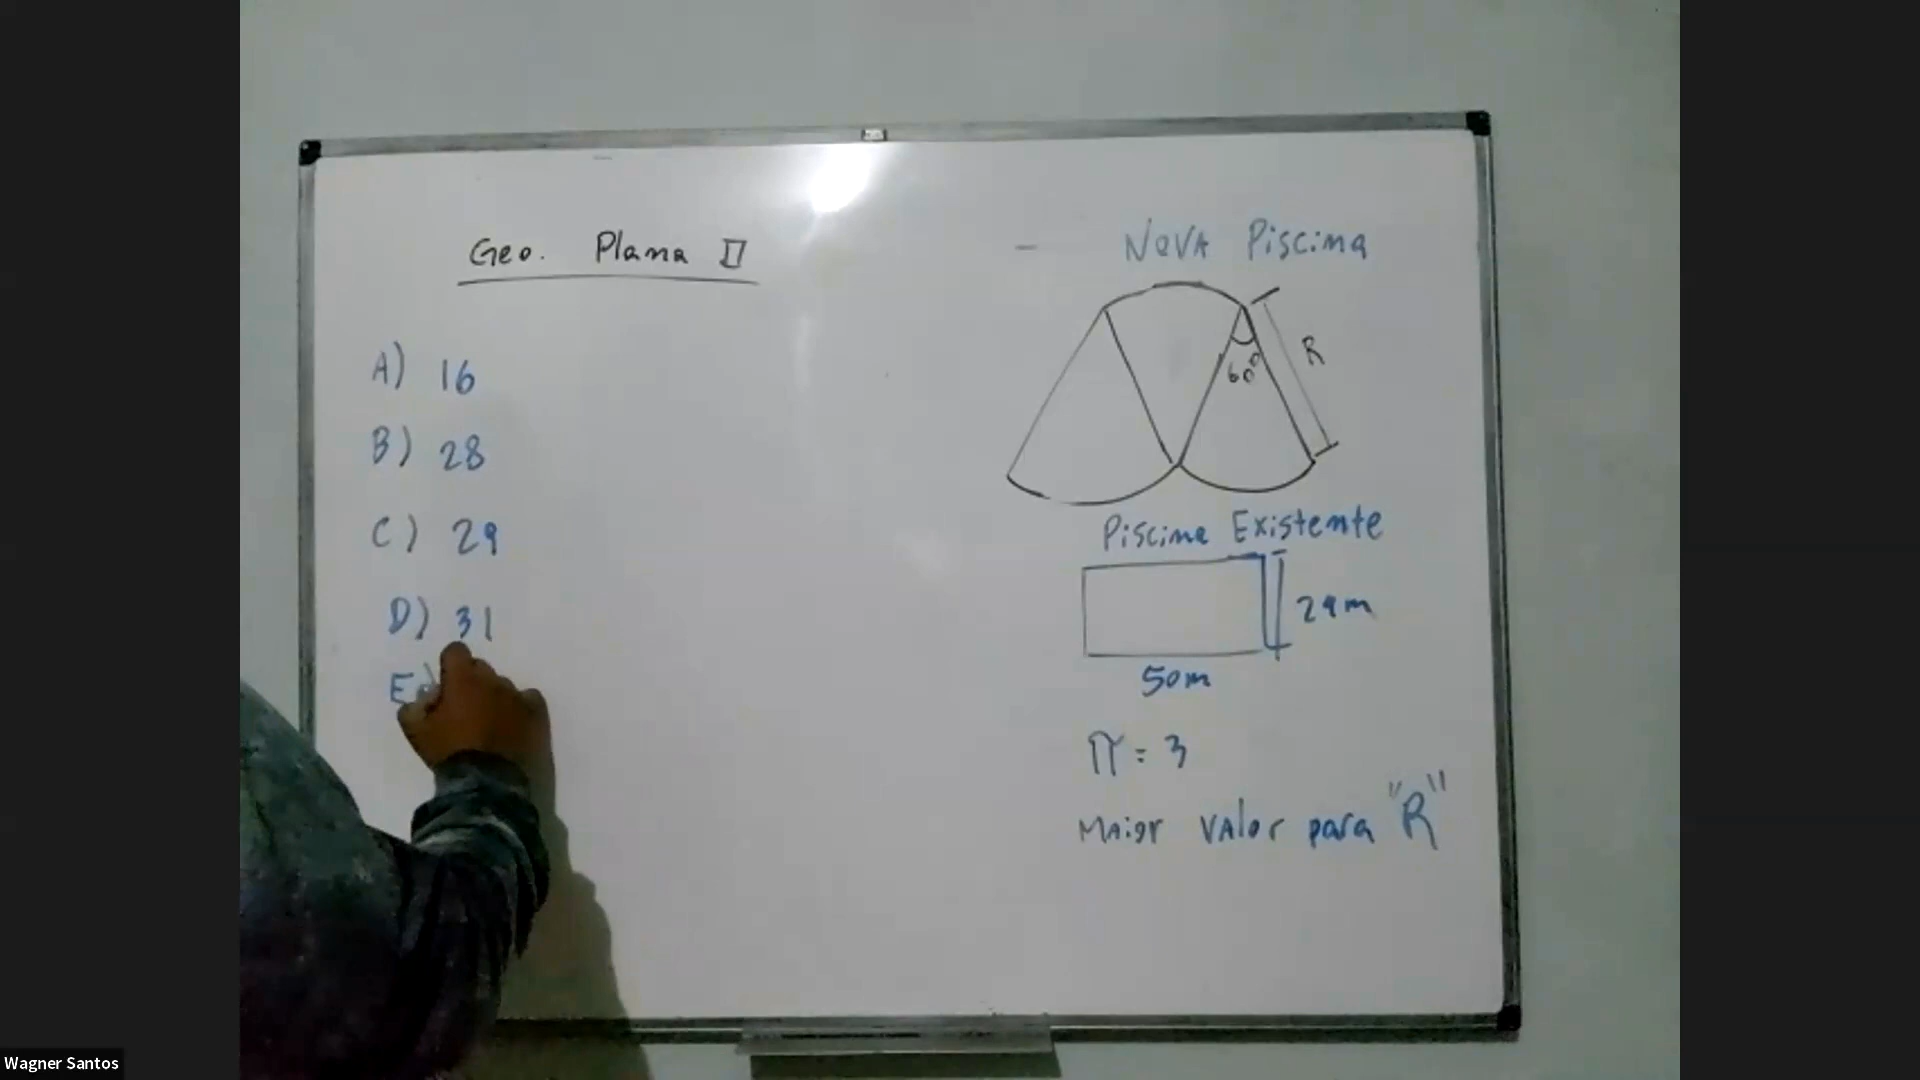 Geo. Plana II
A) 16
B) 28
C) 29
D) 31
E)
Nova Piscina
60°
R
Piscina Existente
24m
50m
π = 3
Maior valor para "R"
Wagner Santos